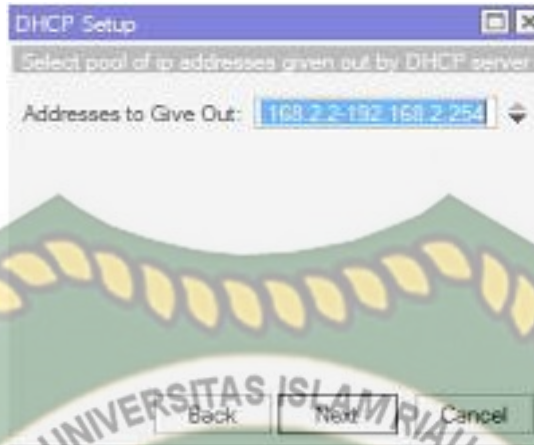 DHCP Setup
Select pool of ip addresses given out by DHCP server
Addresses to Give Out: 168.2.2-192.168.2.254
Back Next Cancel
UNIVERSITAS ISLAM RIAU